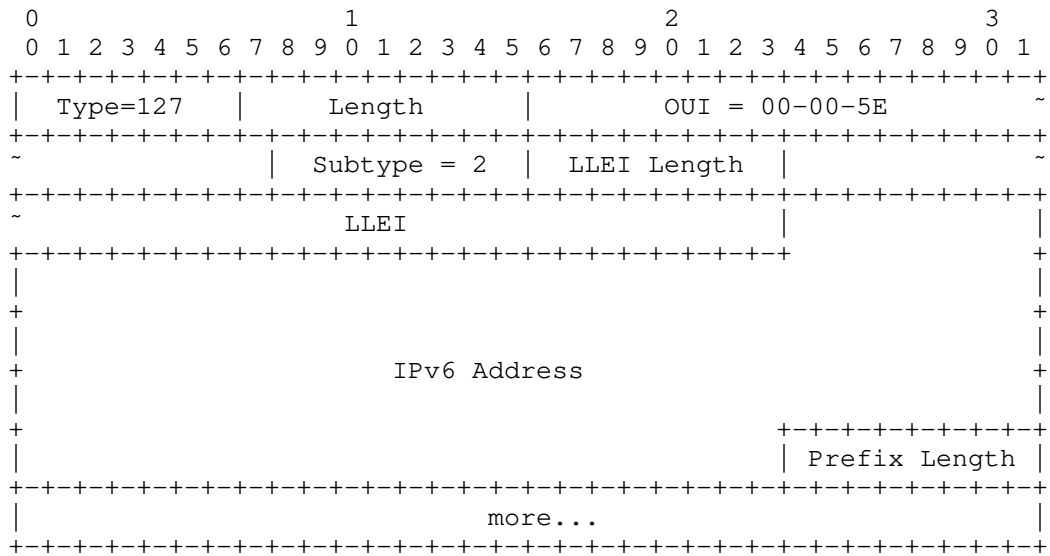 0                   1                   2                   3
 0 1 2 3 4 5 6 7 8 9 0 1 2 3 4 5 6 7 8 9 0 1 2 3 4 5 6 7 8 9 0 1
+-+-+-+-+-+-+-+-+-+-+-+-+-+-+-+-+-+-+-+-+-+-+-+-+-+-+-+-+-+-+-+-+
|  Type=127   |     Length      |        OUI = 00-00-5E         ~
+-+-+-+-+-+-+-+-+-+-+-+-+-+-+-+-+-+-+-+-+-+-+-+-+-+-+-+-+-+-+-+-+
~               |  Subtype = 2  |  LLEI Length  |               ~
+-+-+-+-+-+-+-+-+-+-+-+-+-+-+-+-+-+-+-+-+-+-+-+-+-+-+-+-+-+-+-+-+
~                    LLEI                       |               |
+-+-+-+-+-+-+-+-+-+-+-+-+-+-+-+-+-+-+-+-+-+-+-+-+               +
|                                                               |
+                                                               +
|                                                               |
+                       IPv6 Address                            +
|                                                               |
+                                               +-+-+-+-+-+-+-+-+
|                                               | Prefix Length |
+-+-+-+-+-+-+-+-+-+-+-+-+-+-+-+-+-+-+-+-+-+-+-+-+-+-+-+-+-+-+-+-+
|                             more...                           |
+-+-+-+-+-+-+-+-+-+-+-+-+-+-+-+-+-+-+-+-+-+-+-+-+-+-+-+-+-+-+-+-+